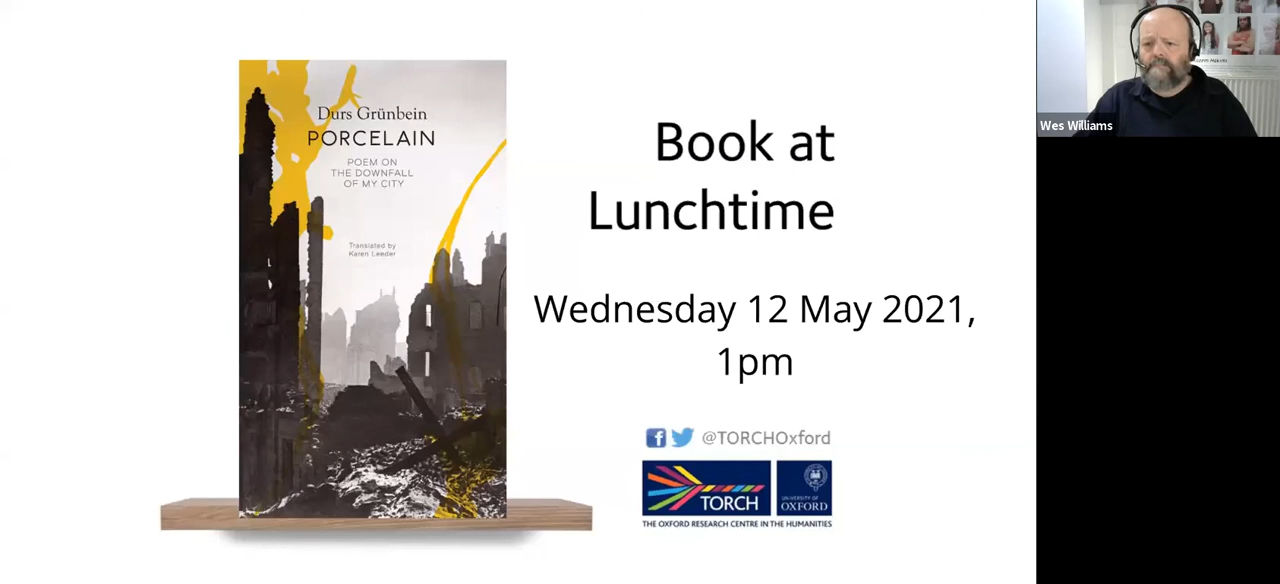 Durs Grünbein
PORCELAIN
POEM ON
THE DOWNFALL
OF MY CITY
Translated by
Karen Leeder
Book at
Lunchtime
Wednesday 12 May 2021,
1pm
@TORCHOxford
TORCH
UNIVERSITY OF
OXFORD
THE OXFORD RESEARCH CENTRE IN THE HUMANITIES
Wes Williams